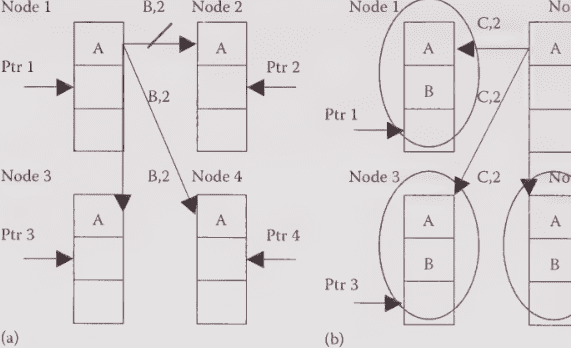 Node 1
B,2
Node 2
A
A
Ptr 1
Ptr 2
B,2
Node 3
B,2
Node 4
A
A
Ptr 3
Ptr 4
(a)
Node 1
C,2
A
A
B
C,2
Ptr 1
Node 3
C,2
A
A
B
B
Ptr 3
(b)